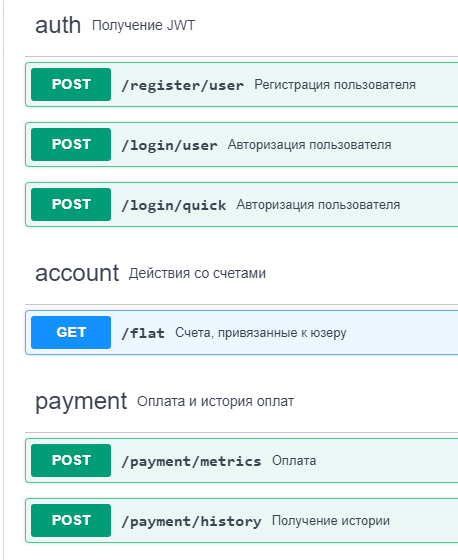 auth Получение JWT
POST /register/user Регистрация пользователя
POST /login/user Авторизация пользователя
POST /login/quick Авторизация пользователя
account Действия со счетами
GET /flat Счета, привязанные к юзеру
payment Оплата и история оплат
POST /payment/metrics Оплата
POST /payment/history Получение истории